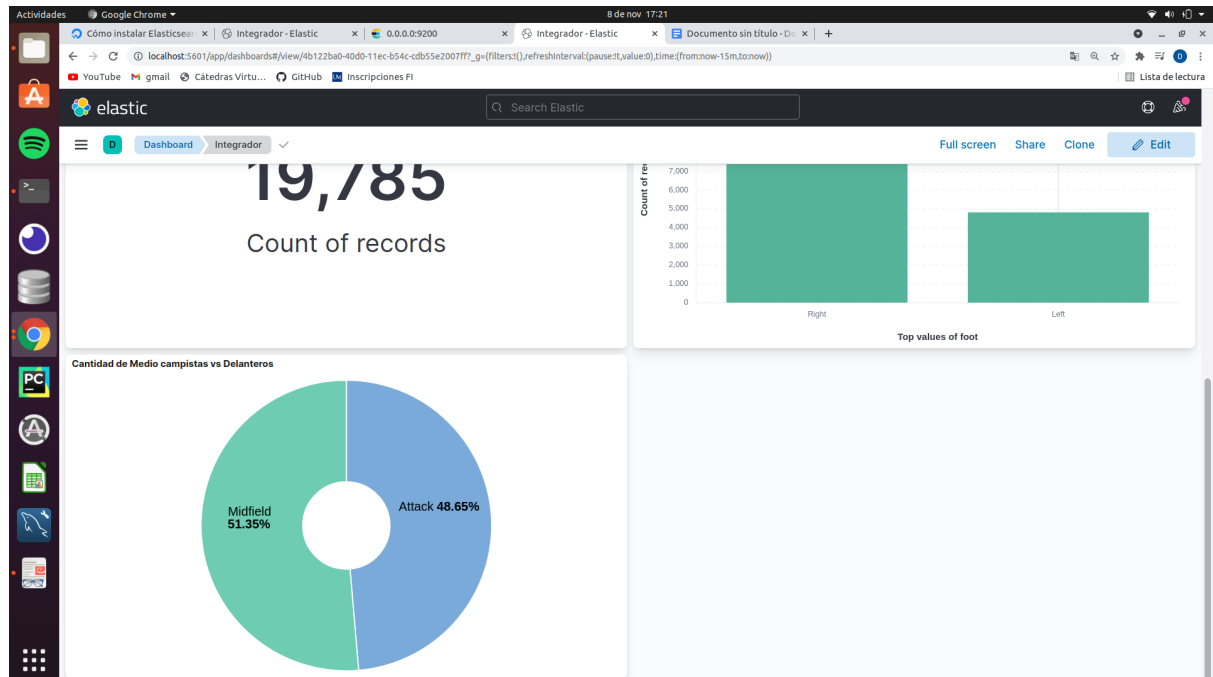 Actividades
Google Chrome
8 de nov 17:21
Cómo instalar Elasticsear
Integrador - Elastic
0.0.0.0:9200
Integrador - Elastic
Documento sin título - Do
localhost:5601/app/dashboards#/view/4b122ba0-40d0-11ec-b54c-cdb55e2007ff?_g=(filters:!(),refreshInterval:(pause:!t,value:0),time:(from:now-15m,to:now))
YouTube
gmail
Cátedras Virtu...
GitHub
Inscripciones FI
Lista de lectura
elastic
Search Elastic
D
Dashboard
Integrador
Full screen
Share
Clone
Edit
19,785
Count of records
Count of re
7,000
6,000
5,000
4,000
3,000
2,000
1,000
0
Right
Left
Top values of foot
Cantidad de Medio campistas vs Delanteros
Midfield
51.35%
Attack 48.65%
PC